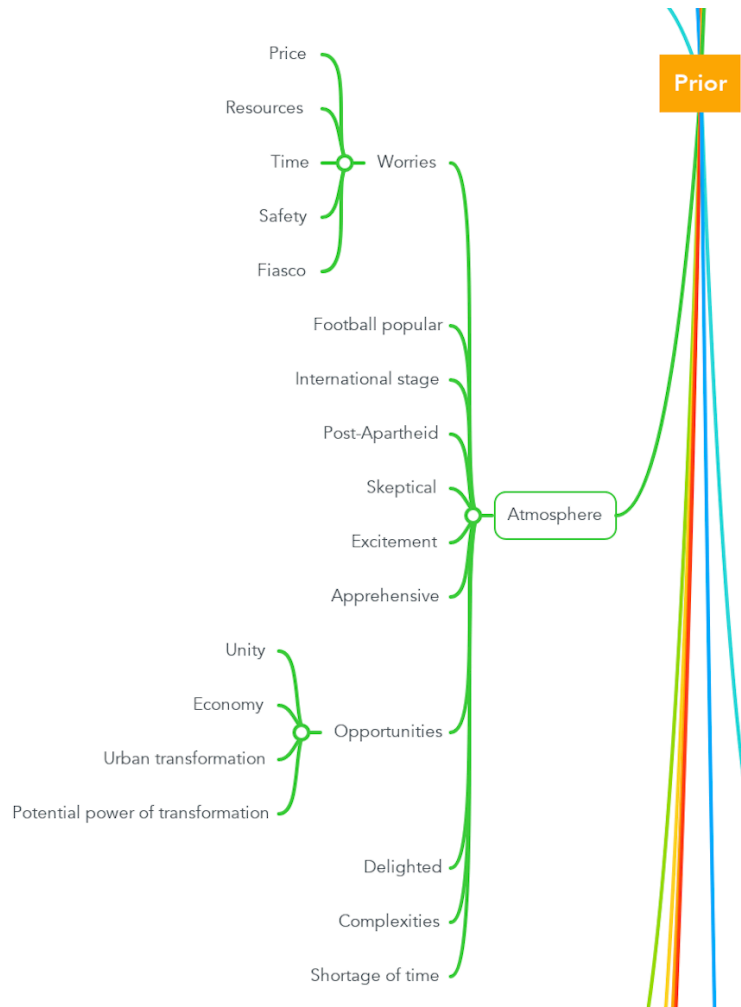 Price
Prior
Resources
Time
Worries
Safety
Fiasco
Football popular
International stage
Post-Apartheid
Skeptical
Atmosphere
Excitement
Apprehensive
Unity
Economy
Opportunities
Urban transformation
Potential power of transformation
Delighted
Complexities
Shortage of time